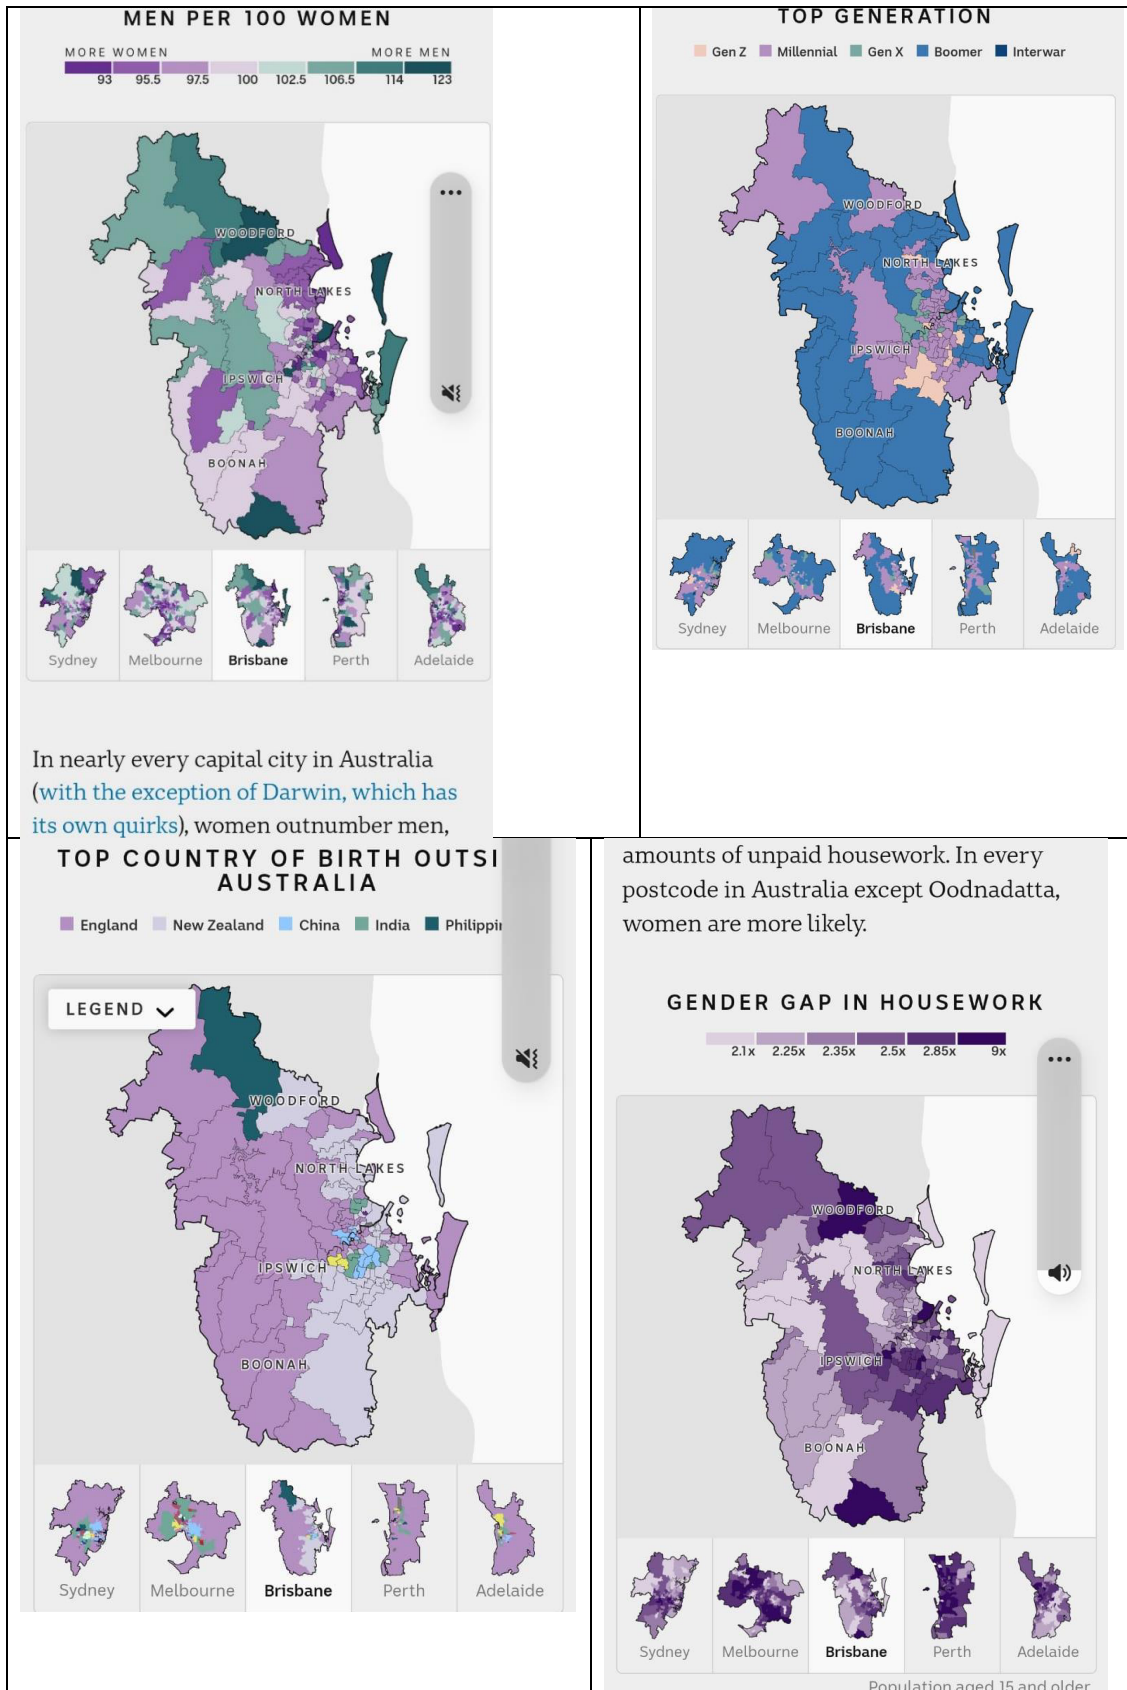 MEN PER 100 WOMEN
MORE WOMEN MORE MEN
93 95.5 97.5 100 102.5 106.5 114 123
WOODFORD
NORTH LAKES
IPSWICH
BOONAH
Sydney Melbourne Brisbane Perth Adelaide
In nearly every capital city in Australia
(with the exception of Darwin, which has
its own quirks), women outnumber men,
TOP GENERATION
Gen Z Millennial Gen X Boomer Interwar
WOODFORD
NORTH LAKES
IPSWICH
BOONAH
Sydney Melbourne Brisbane Perth Adelaide
TOP COUNTRY OF BIRTH OUTSI
AUSTRALIA
England New Zealand China India Philippin
LEGEND
WOODFORD
NORTH LAKES
IPSWICH
BOONAH
Sydney Melbourne Brisbane Perth Adelaide
amounts of unpaid housework. In every
postcode in Australia except Oodnadatta,
women are more likely.
GENDER GAP IN HOUSEWORK
2.1x 2.25x 2.35x 2.5x 2.85x 9x
WOODFORD
NORTH LAKES
IPSWICH
BOONAH
Sydney Melbourne Brisbane Perth Adelaide
Population aged 15 and older